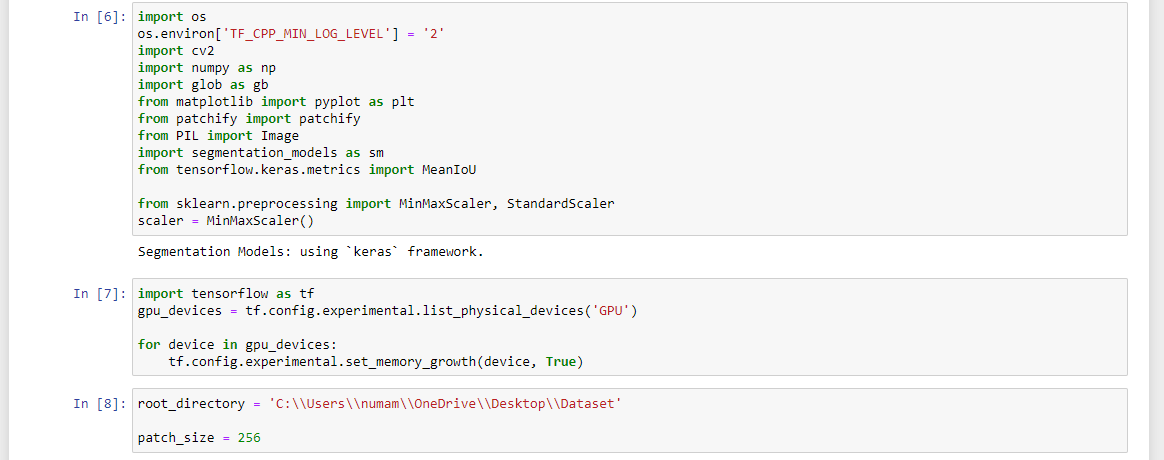 In [6]: import os
os.environ['TF_CPP_MIN_LOG_LEVEL'] = '2'
import cv2
import numpy as np
import glob as gb
from matplotlib import pyplot as plt
from patchify import patchify
from PIL import Image
import segmentation_models as sm
from tensorflow.keras.metrics import MeanIoU
from sklearn.preprocessing import MinMaxScaler, StandardScaler
scaler = MinMaxScaler()
Segmentation Models: using `keras` framework.
In [7]: import tensorflow as tf
gpu_devices = tf.config.experimental.list_physical_devices('GPU')
for device in gpu_devices:
    tf.config.experimental.set_memory_growth(device, True)
In [8]: root_directory = 'C:\\Users\\numam\\OneDrive\\Desktop\\Dataset'
patch_size = 256